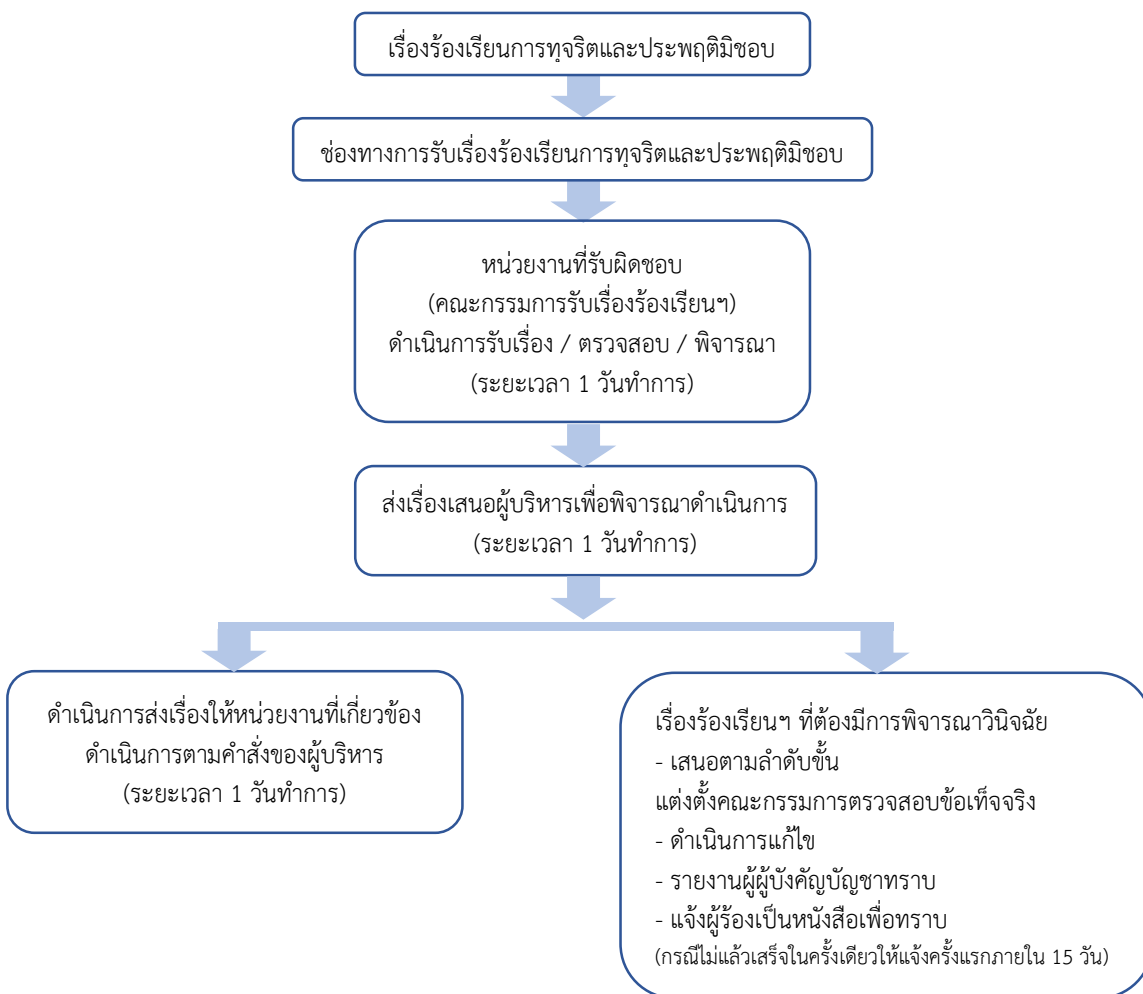 เรื่องร้องเรียนการทุจริตและประพฤติมิชอบ
ช่องทางการรับเรื่องร้องเรียนการทุจริตและประพฤติมิชอบ
หน่วยงานที่รับผิดชอบ
(คณะกรรมการรับเรื่องร้องเรียนฯ)
ดำเนินการรับเรื่อง / ตรวจสอบ / พิจารณา
(ระยะเวลา 1 วันทำการ)
ส่งเรื่องเสนอผู้บริหารเพื่อพิจารณาดำเนินการ
(ระยะเวลา 1 วันทำการ)
ดำเนินการส่งเรื่องให้หน่วยงานที่เกี่ยวข้อง
ดำเนินการตามคำสั่งของผู้บริหาร
(ระยะเวลา 1 วันทำการ)
เรื่องร้องเรียนฯ ที่ต้องมีการพิจารณาวินิจฉัย
- เสนอตามลำดับขั้น
แต่งตั้งคณะกรรมการตรวจสอบข้อเท็จจริง
- ดำเนินการแก้ไข
- รายงานผู้ผู้บังคัญบัญชาทราบ
- แจ้งผู้ร้องเป็นหนังสือเพื่อทราบ
(กรณีไม่แล้วเสร็จในครั้งเดียวให้แจ้งครั้งแรกภายใน 15 วัน)